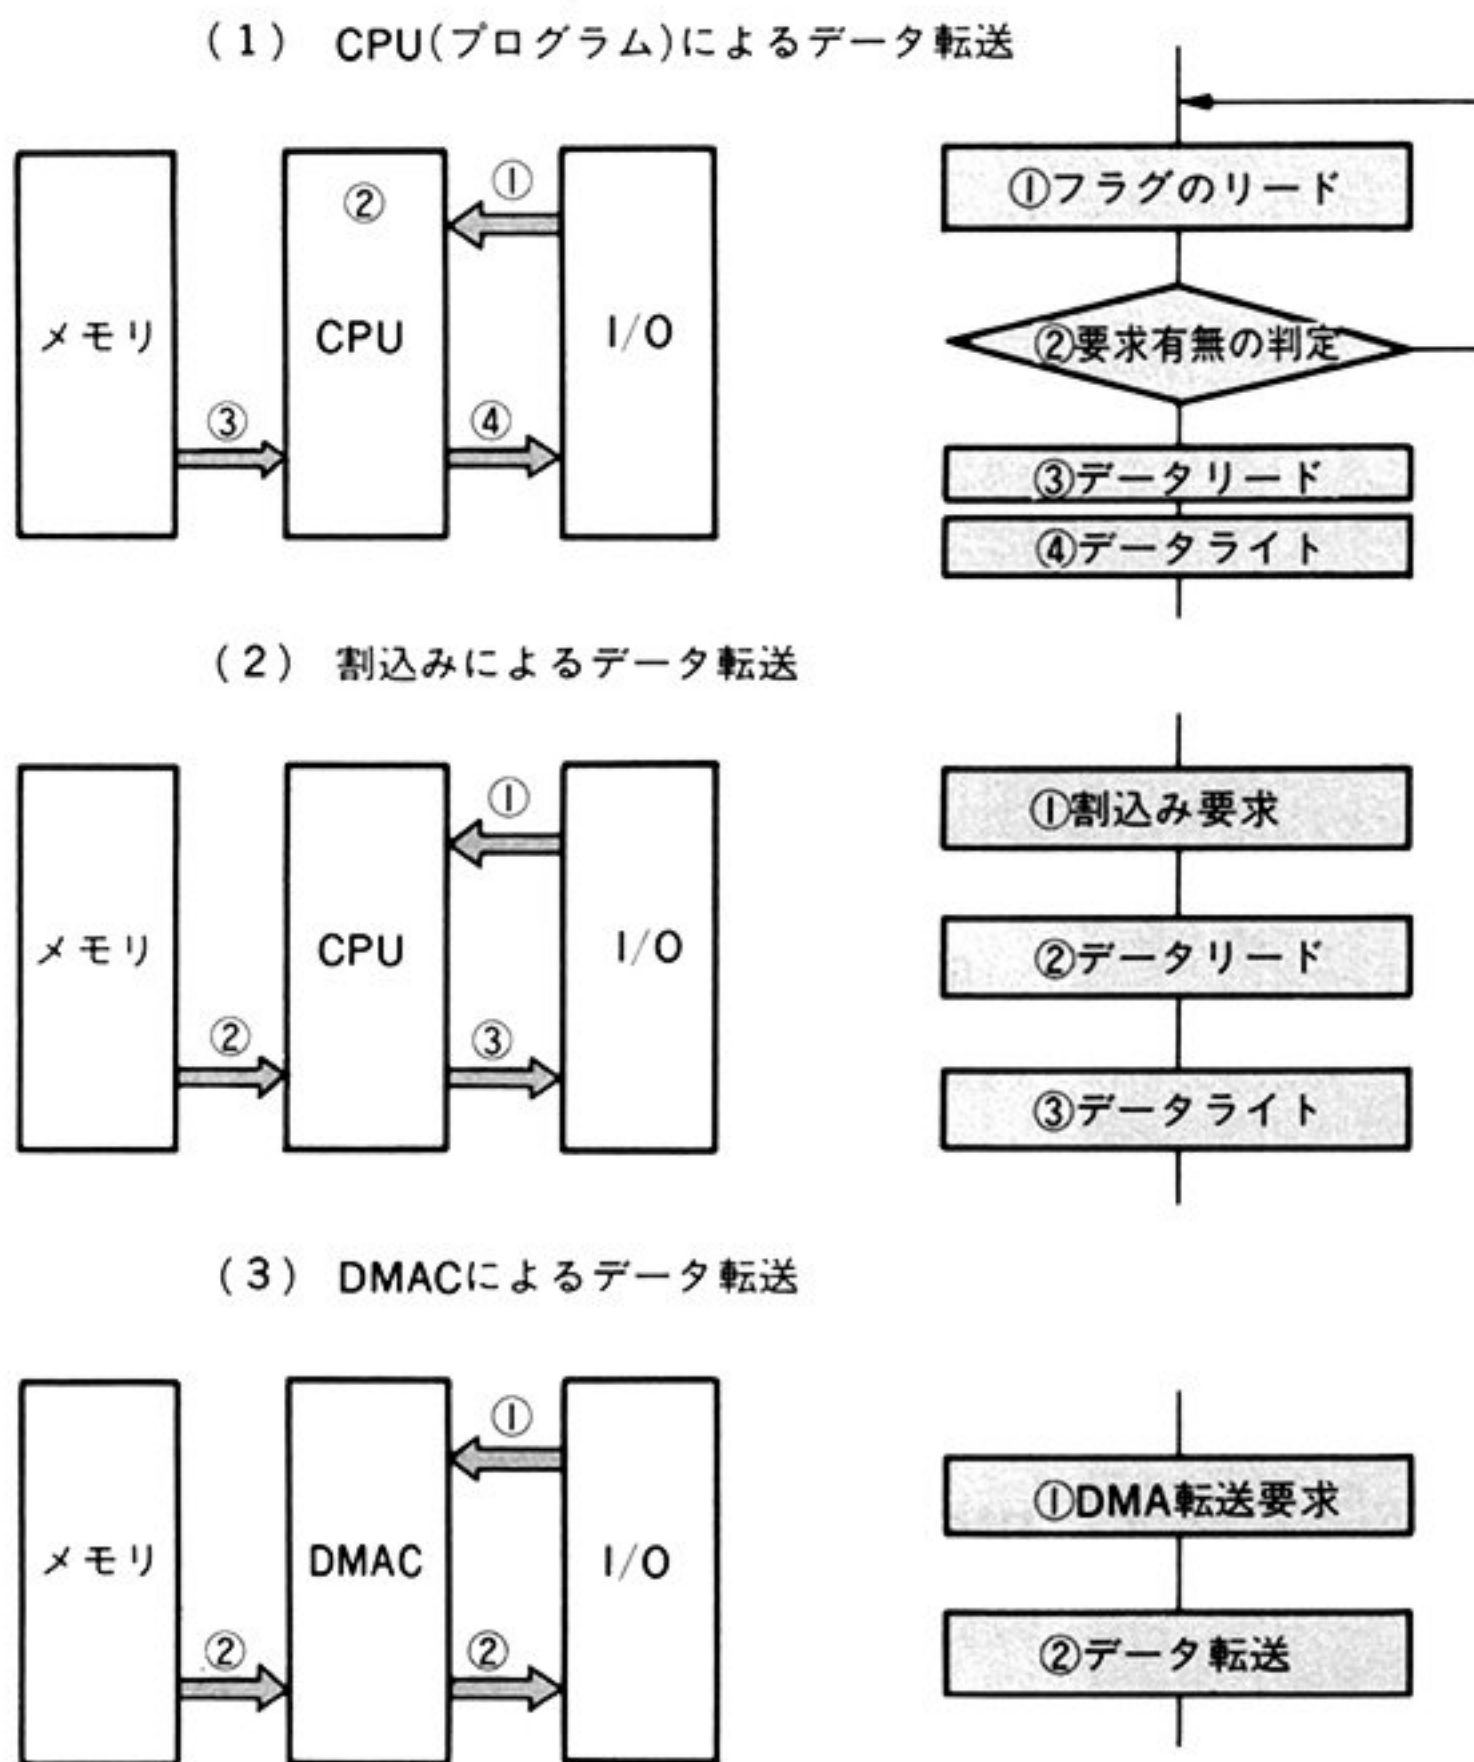 (1) CPU(プログラム)によるデータ転送
①
②
メモリ
CPU
I/O
③
④
①フラグのリード
②要求有無の判定
③データリード
④データライト
(2) 割込みによるデータ転送
①
メモリ
CPU
I/O
②
③
①割込み要求
②データリード
③データライト
(3) DMACによるデータ転送
①
メモリ
DMAC
I/O
②
②
①DMA転送要求
②データ転送